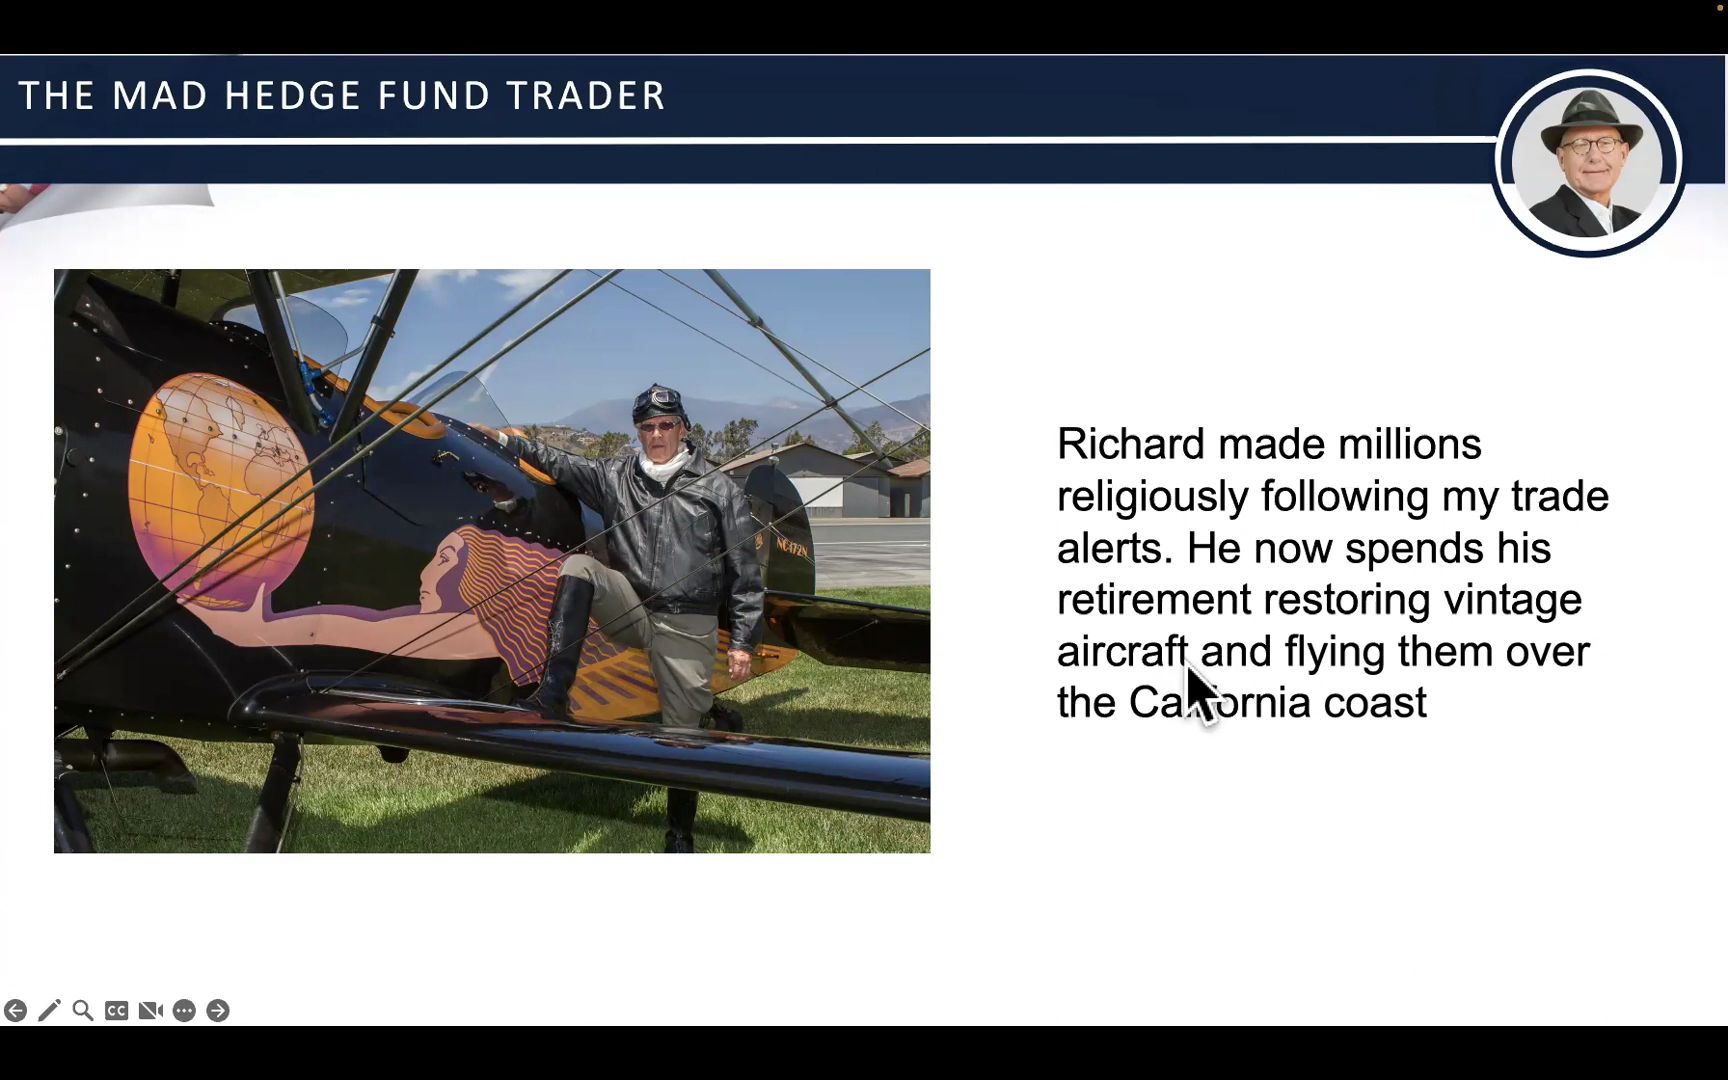 THE MAD HEDGE FUND TRADER
Richard made millions
religiously following my trade
alerts. He now spends his
retirement restoring vintage
aircraft and flying them over
the California coast
CC